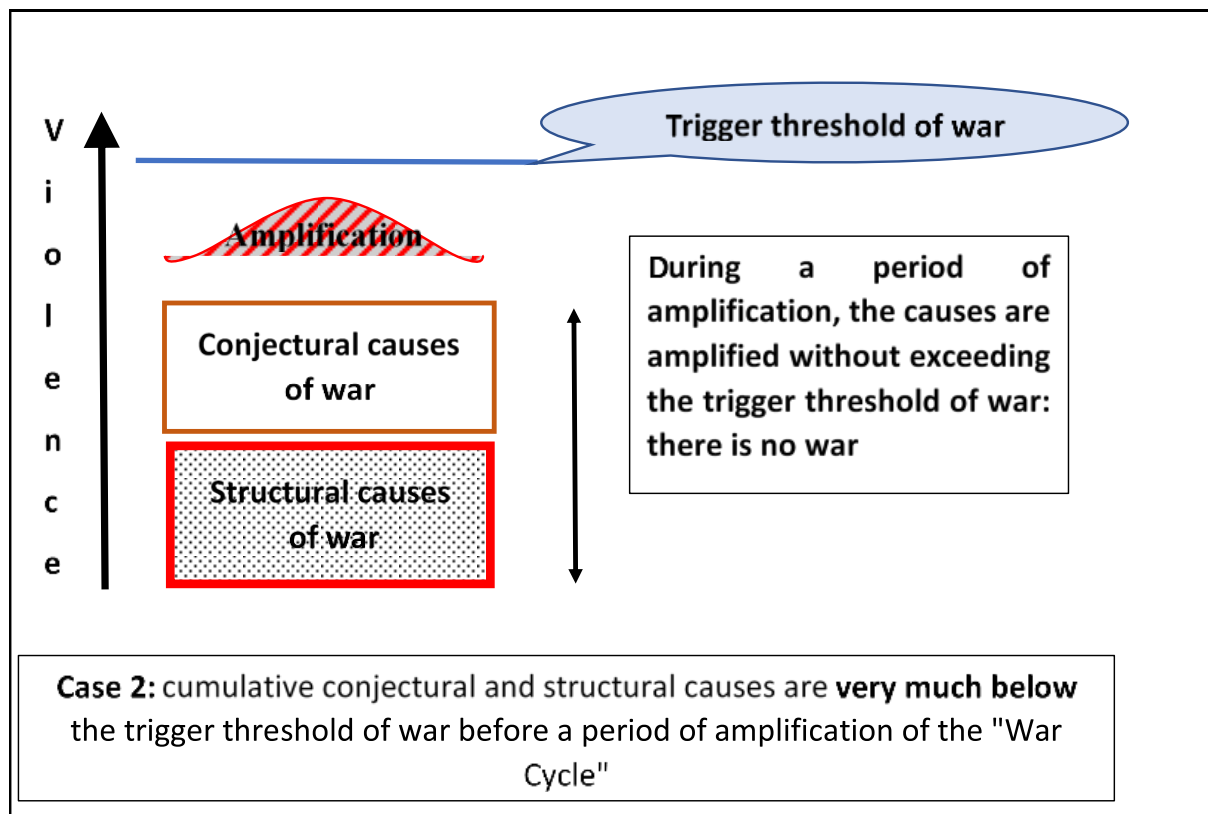 Violence
Trigger threshold of war
Amplification
Conjectural causes
of war
Structural causes
of war
During a period of
amplification, the causes are
amplified without exceeding
the trigger threshold of war:
there is no war
Case 2: cumulative conjectural and structural causes are very much below
the trigger threshold of war before a period of amplification of the "War
Cycle"